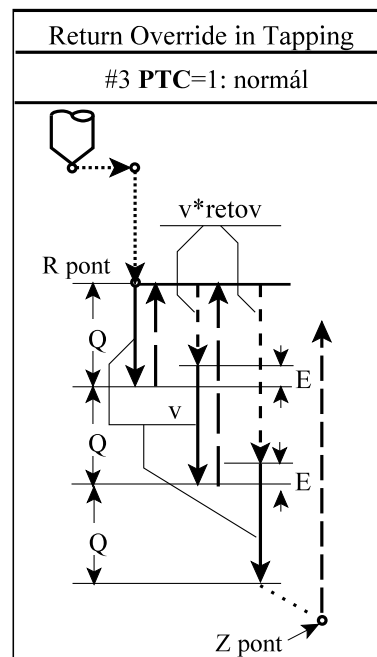 Return Override in Tapping
#3 PTC=1: normál
v*retov
R pont
Q
E
Q
v
E
Q
Z pont